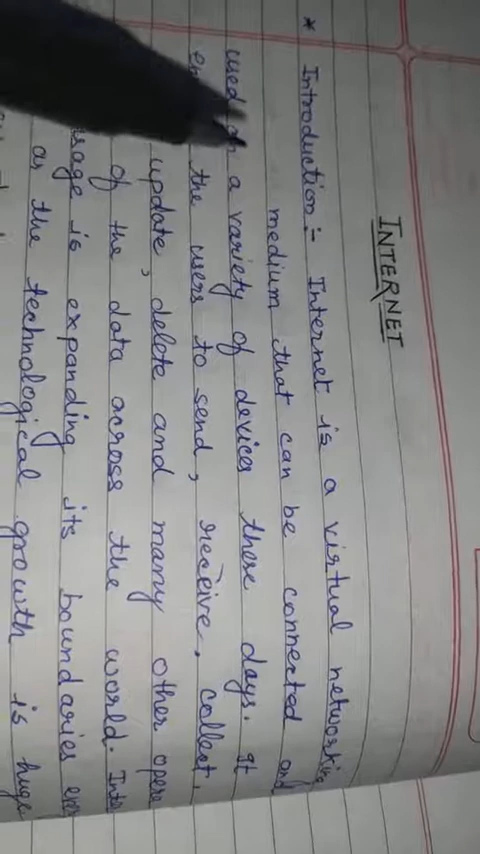 INTERNET
* Introduction:- Internet is a virtual networking
medium that can be connected and
used on a variety of devices these days. It
the users to send, receive, collect,
update, delete and many other
of the data across the world.
is expanding its boundaries
as the technological growth is huge